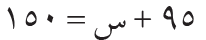 ٩٥ + س = ١٥٠